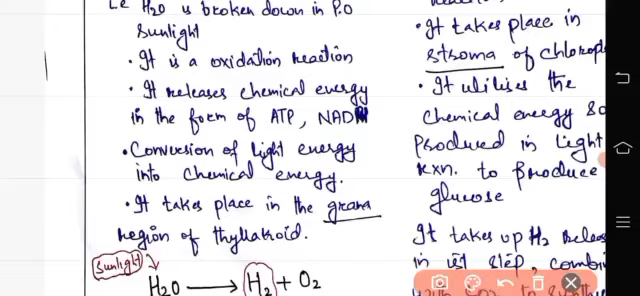 i.e H2O is broken down in P.O
Sunlight
• It is a oxidation reaction
• It releases chemical energy
in the form of ATP, NAD
• Conversion of light energy
into chemical energy.
• It takes place in the grana
region of thyllakoid.
Sunlight
H2O ⟶ H2 + O2
• It takes place in
stroma of chlorop
• It utilises the
chemical energy so
produced in light
rxn. to produce
glucose
It takes up H2 releas
in 1st step, combin